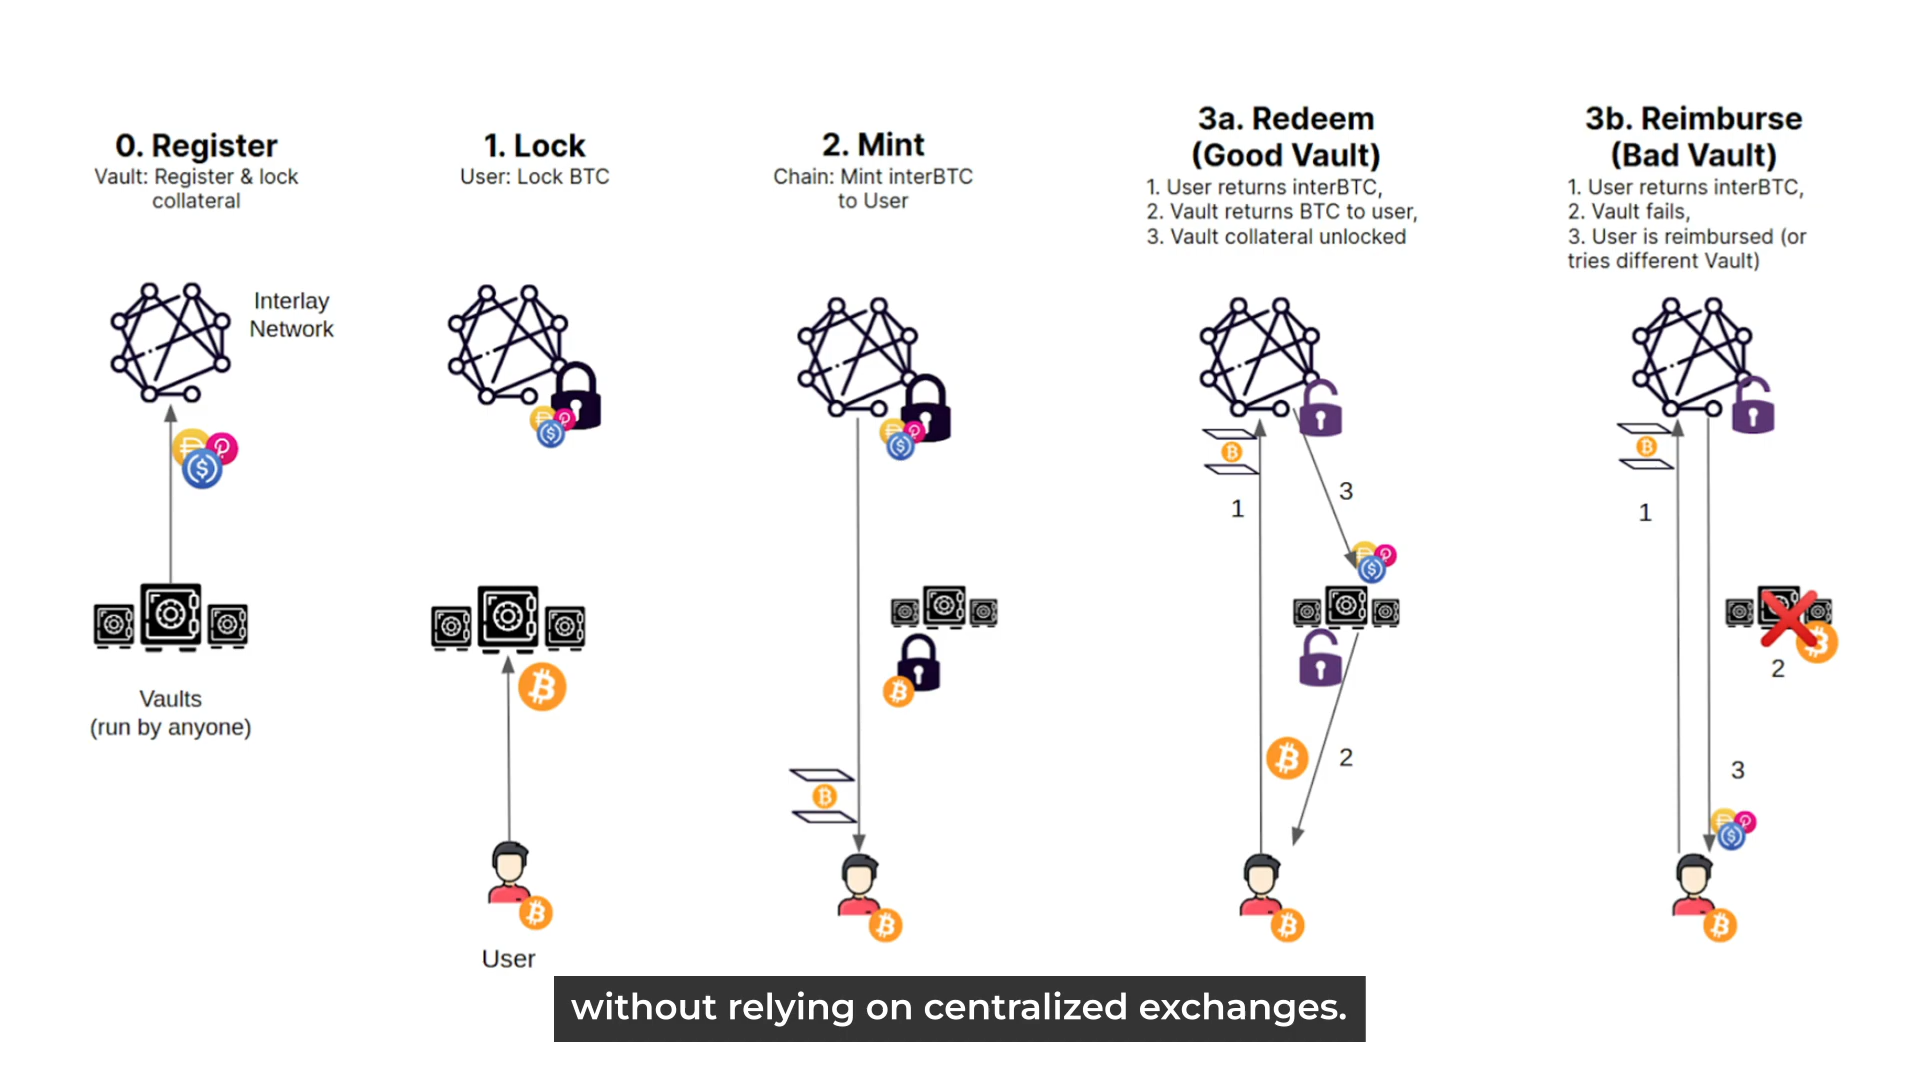 0. Register
Vault: Register & lock
collateral
1. Lock
User: Lock BTC
2. Mint
Chain: Mint interBTC
to User
3a. Redeem
(Good Vault)
1. User returns interBTC,
2. Vault returns BTC to user,
3. Vault collateral unlocked
3b. Reimburse
(Bad Vault)
1. User returns interBTC,
2. Vault fails,
3. User is reimbursed (or
tries different Vault)
Interlay
Network
Vaults
(run by anyone)
User
1
3
2
1
2
3
without relying on centralized exchanges.